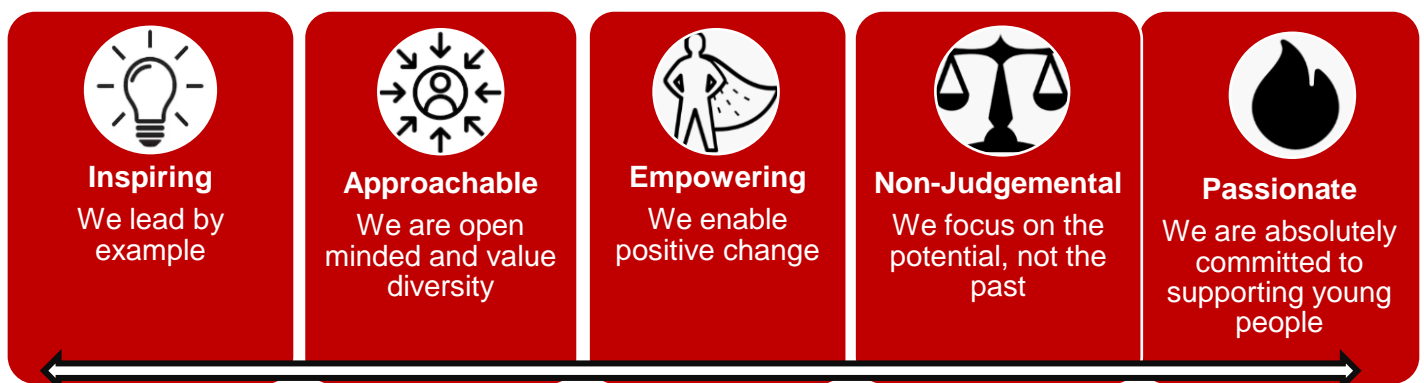 Inspiring
We lead by
example
Approachable
We are open
minded and value
diversity
Empowering
We enable
positive change
Non-Judgemental
We focus on the
potential, not the
past
Passionate
We are absolutely
committed to
supporting young
people